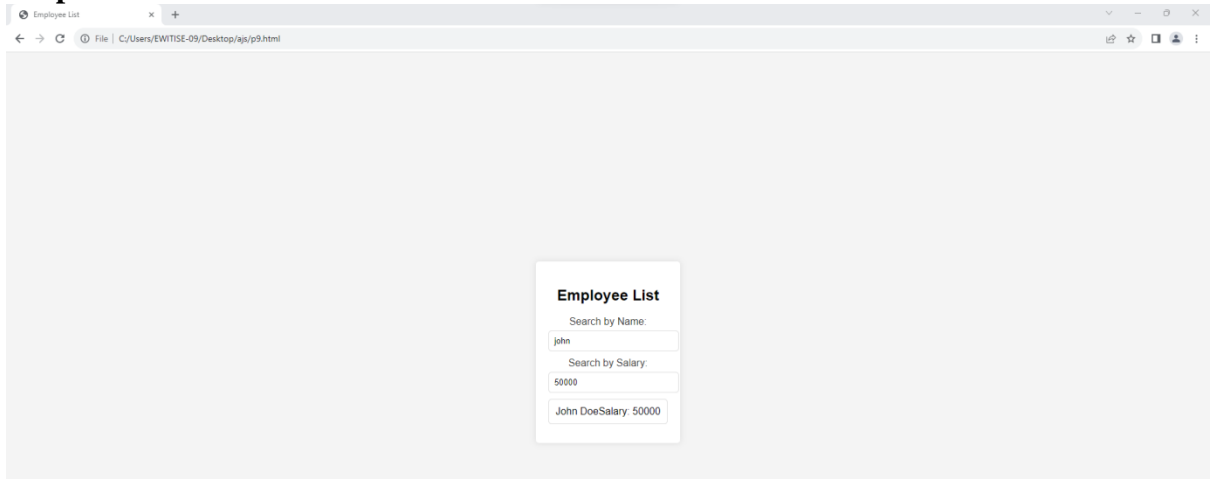 Employee List
File | C:/Users/EWITISE-09/Desktop/ajs/p9.html
Employee List
Search by Name:
john
Search by Salary:
50000
John DoeSalary: 50000